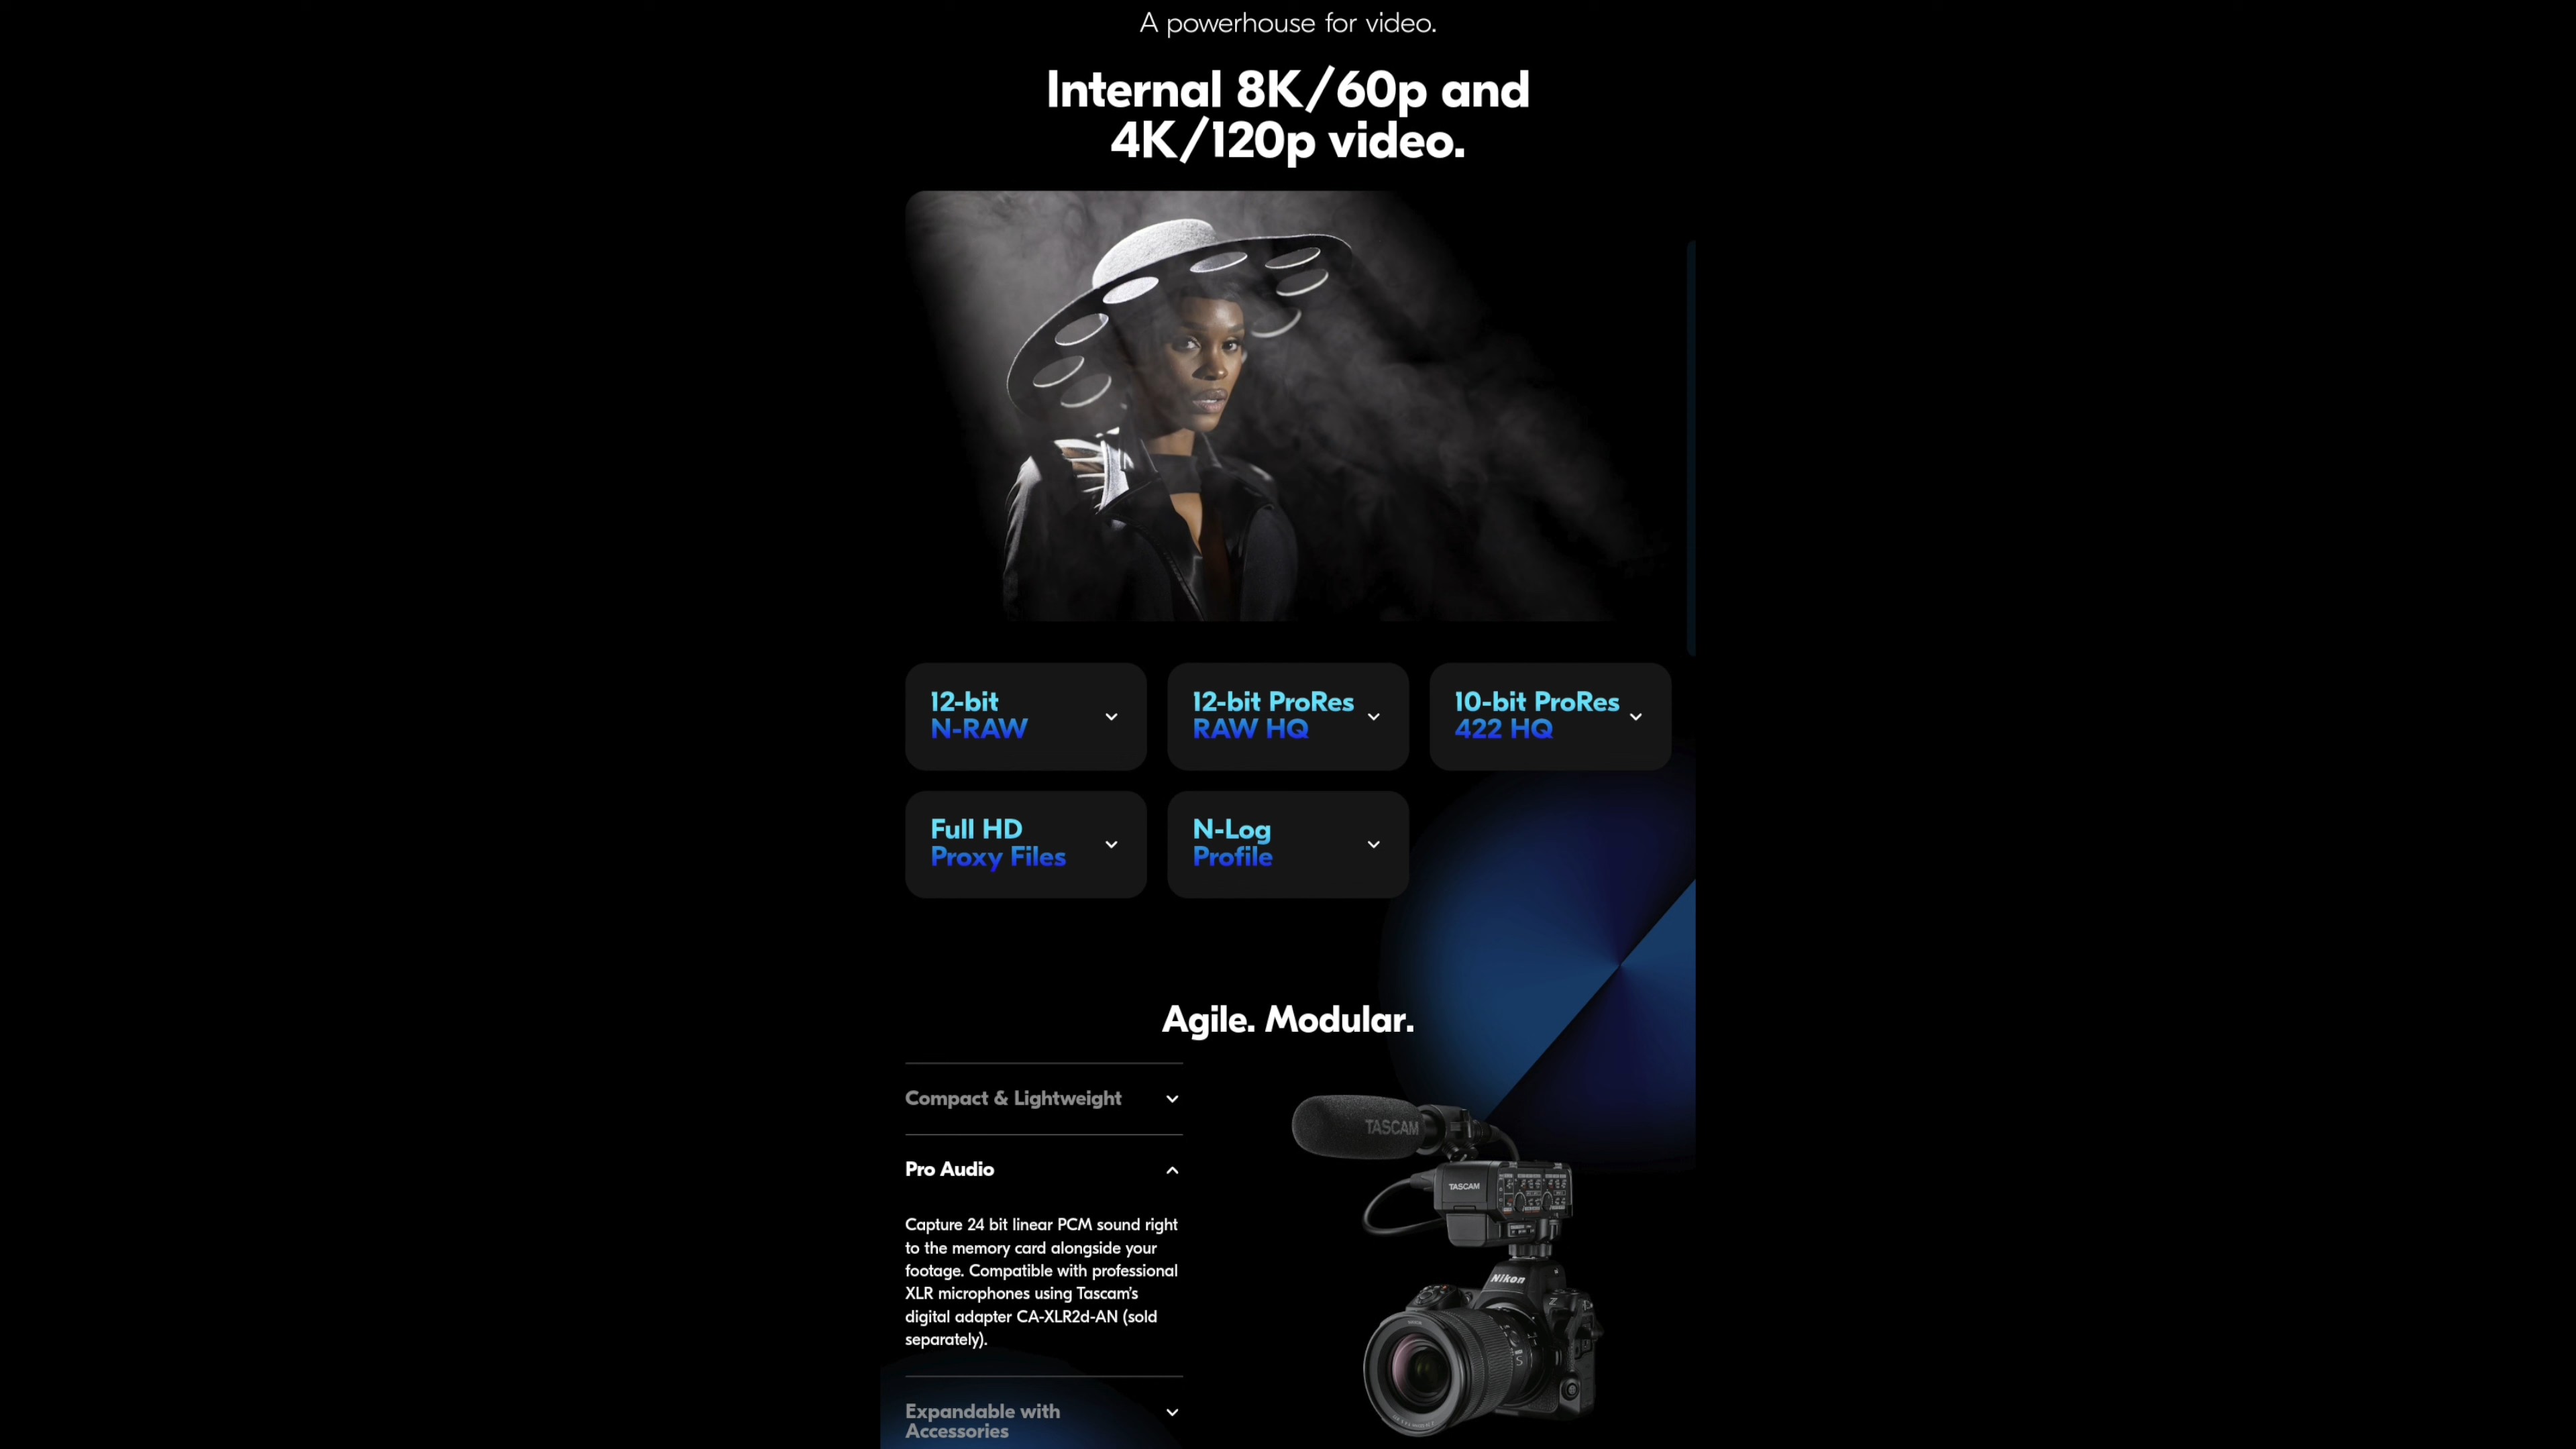 A powerhouse for video.
Internal 8K/60p and
4K/120p video.
12-bit
N-RAW
12-bit ProRes
RAW HQ
10-bit ProRes
422 HQ
Full HD
Proxy Files
N-Log
Profile
Agile. Modular.
Compact & Lightweight
Pro Audio
Capture 24 bit linear PCM sound right
to the memory card alongside your
footage. Compatible with professional
XLR microphones using Tascam's
digital adapter CA-XLR2d-AN (sold
separately).
Expandable with
Accessories
TASCAM
TASCAM
Nikon
Z
S